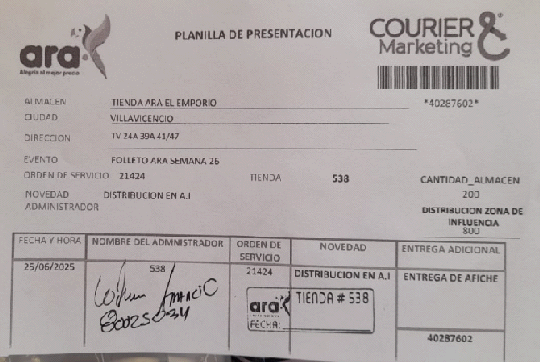 ara
Alegría al mejor precio
PLANILLA DE PRESENTACION
COURIER &
Marketing
*40287602*
ALMACEN TIENDA ARA EL EMPORIO
CIUDAD VILLAVICENCIO
DIRECCION TV 24A 39A 41/47
EVENTO FOLLETO ARA SEMANA 26
ORDEN DE SERVICIO 21424 TIENDA 538 CANTIDAD_ALMACEN
200
NOVEDAD DISTRIBUCION EN A.I
ADMINISTRADOR
DISTRIBUCION ZONA DE
INFLUENCIA
800
FECHA Y HORA NOMBRE DEL ADMNISTRADOR ORDEN DE SERVICIO NOVEDAD ENTREGA ADICIONAL
25/06/2025 538 21424 DISTRIBUCION EN A.I ENTREGA DE AFICHE
ara TIENDA # 538
FECHA:
40287602